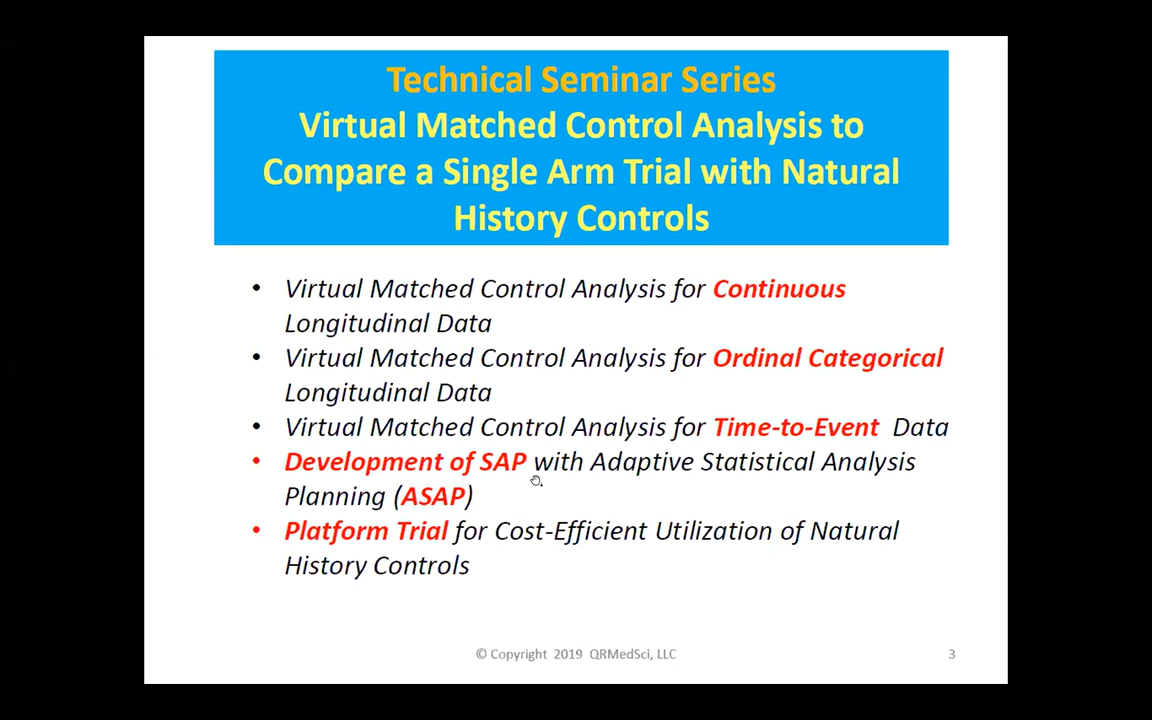 Technical Seminar Series
Virtual Matched Control Analysis to
Compare a Single Arm Trial with Natural
History Controls
• Virtual Matched Control Analysis for Continuous
Longitudinal Data
• Virtual Matched Control Analysis for Ordinal Categorical
Longitudinal Data
• Virtual Matched Control Analysis for Time-to-Event Data
• Development of SAP with Adaptive Statistical Analysis
Planning (ASAP)
• Platform Trial for Cost-Efficient Utilization of Natural
History Controls
© Copyright 2019 QRMedSci, LLC
3